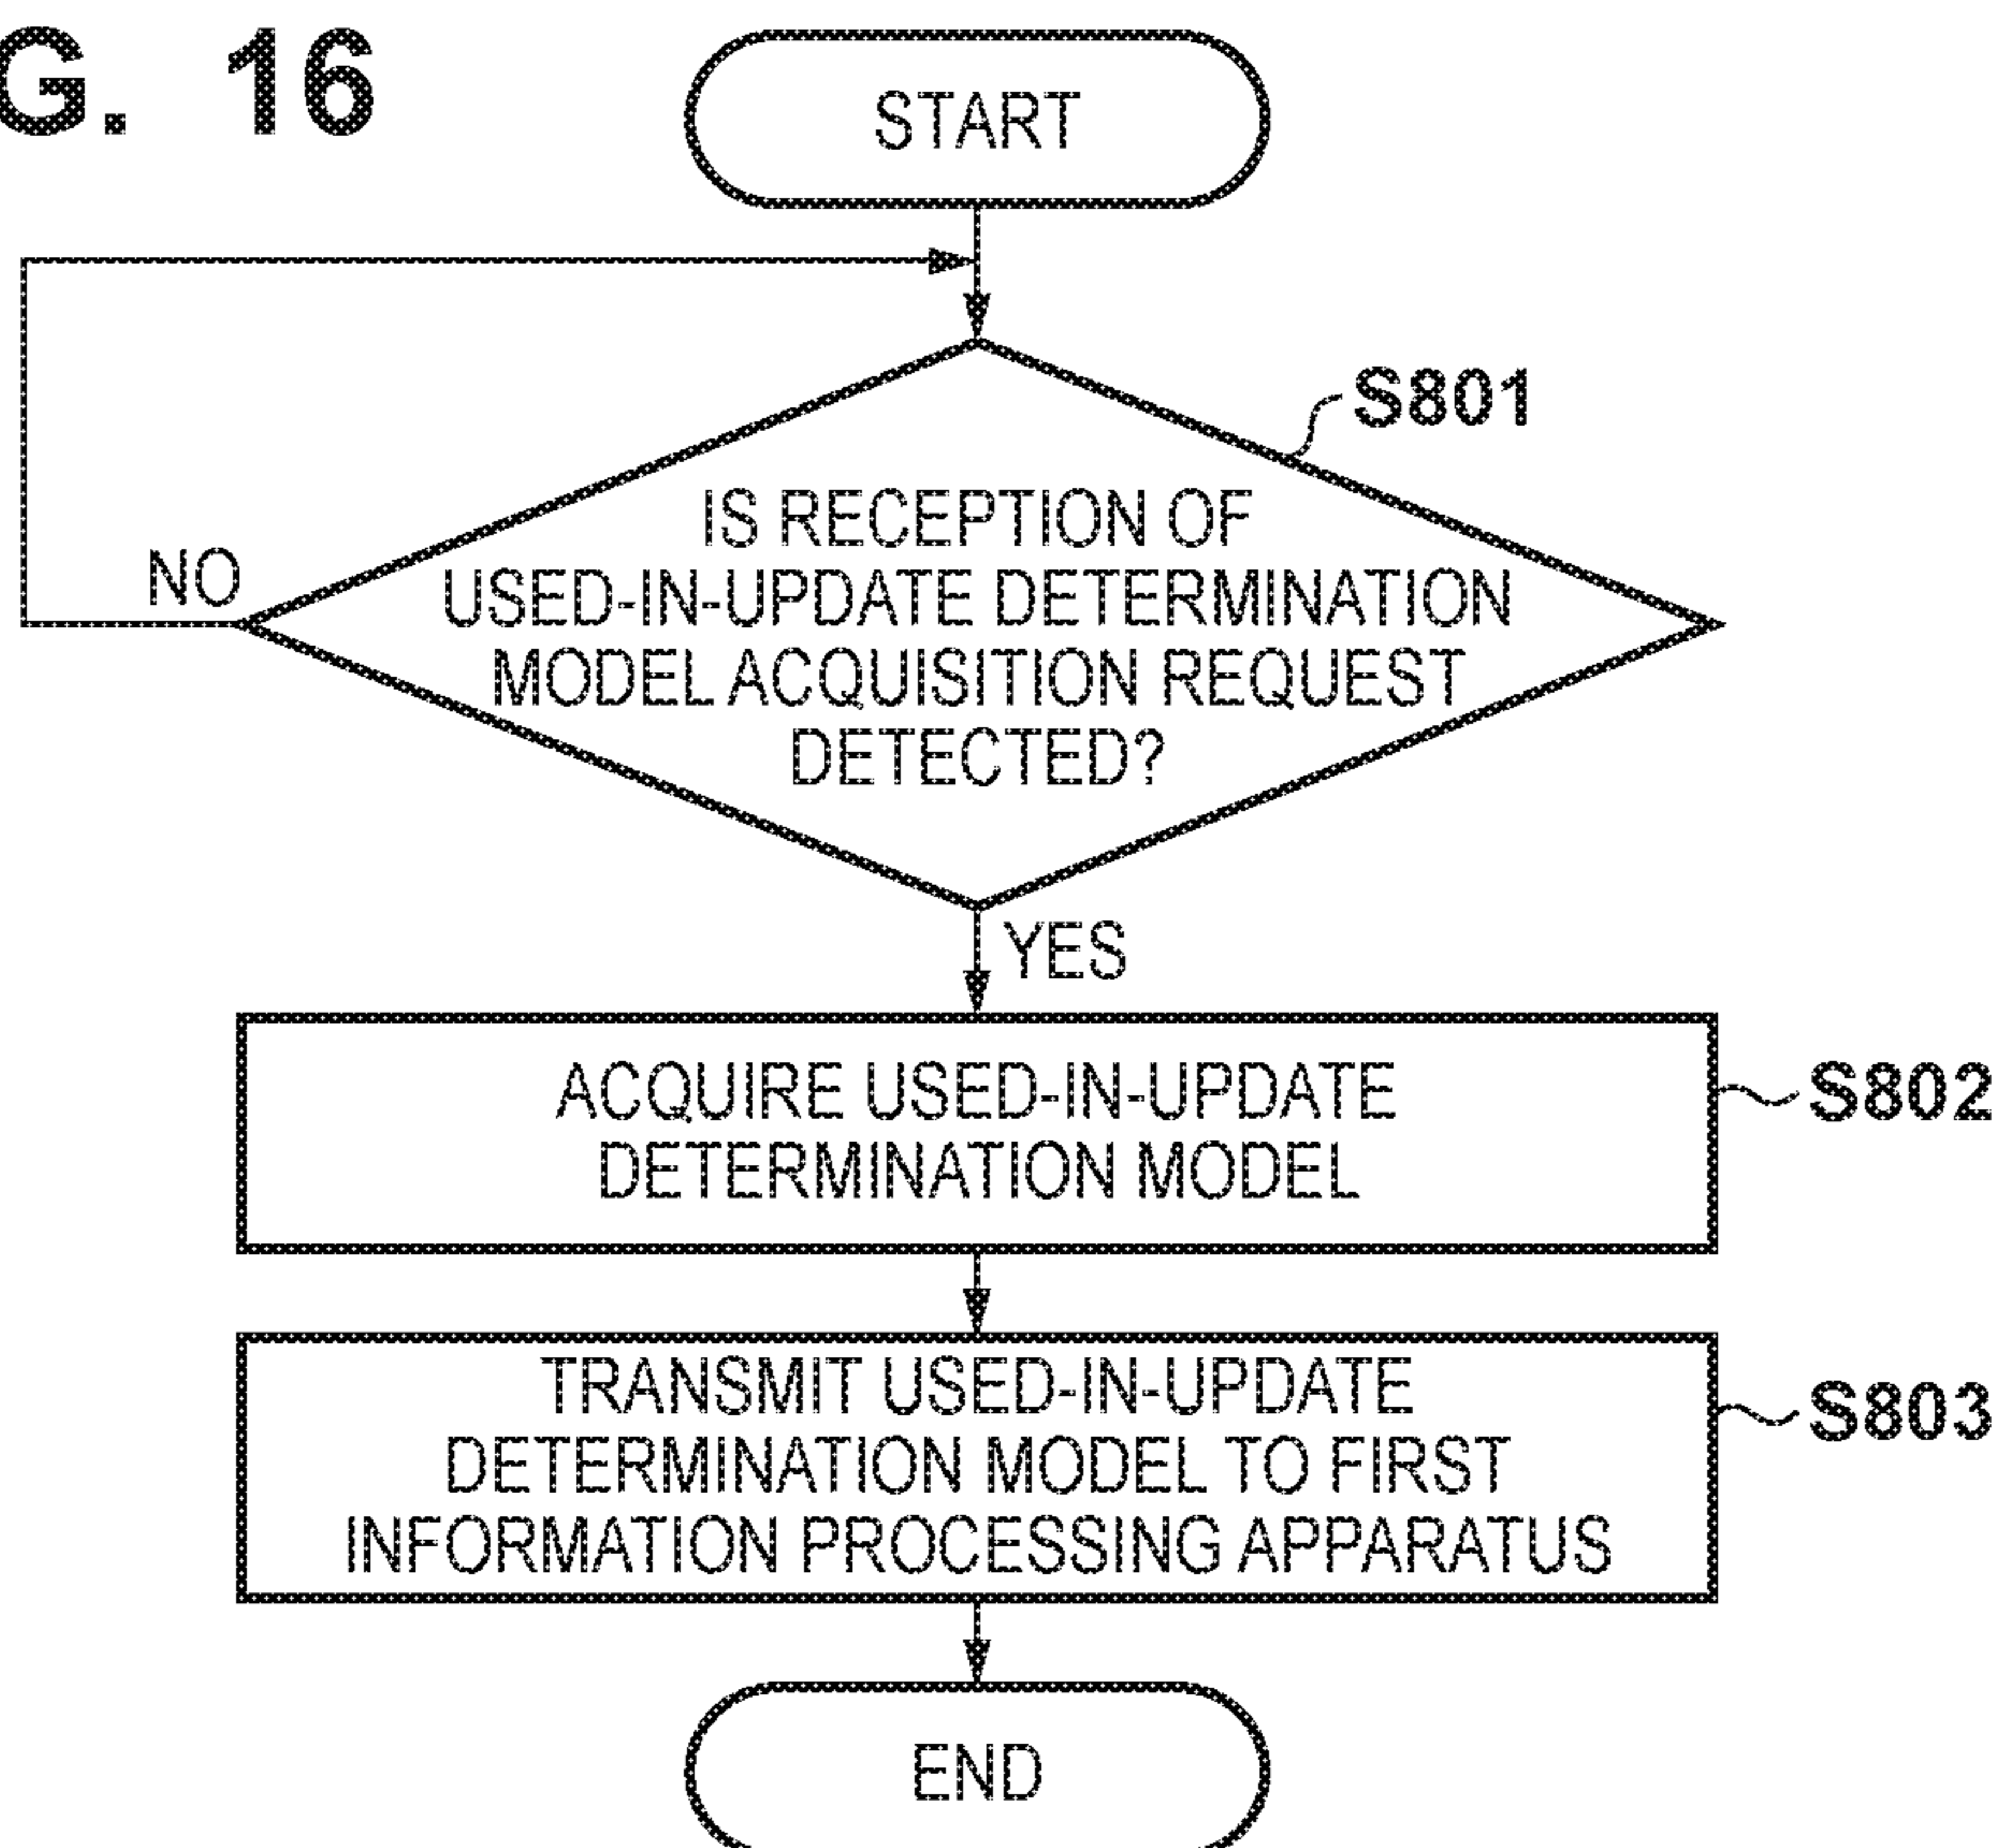 G. 16
START
S801
IS RECEPTION OF
USED-IN-UPDATE DETERMINATION
MODEL ACQUISITION REQUEST
DETECTED?
NO
YES
ACQUIRE USED-IN-UPDATE
DETERMINATION MODEL
S802
TRANSMIT USED-IN-UPDATE
DETERMINATION MODEL TO FIRST
INFORMATION PROCESSING APPARATUS
S803
END